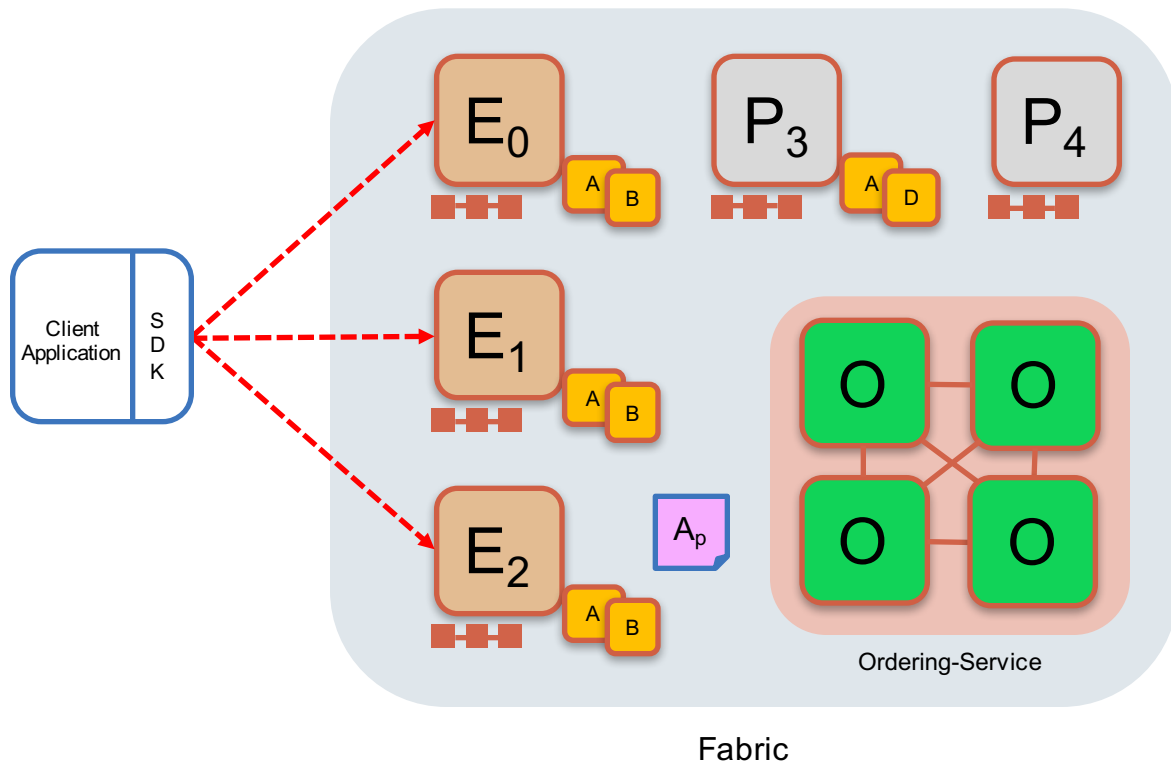 E₀
A
B
P₃
A
D
P₄
Client
Application
S
D
K
E₁
A
B
E₂
A
B
Aₚ
O
O
O
O
Ordering-Service
Fabric